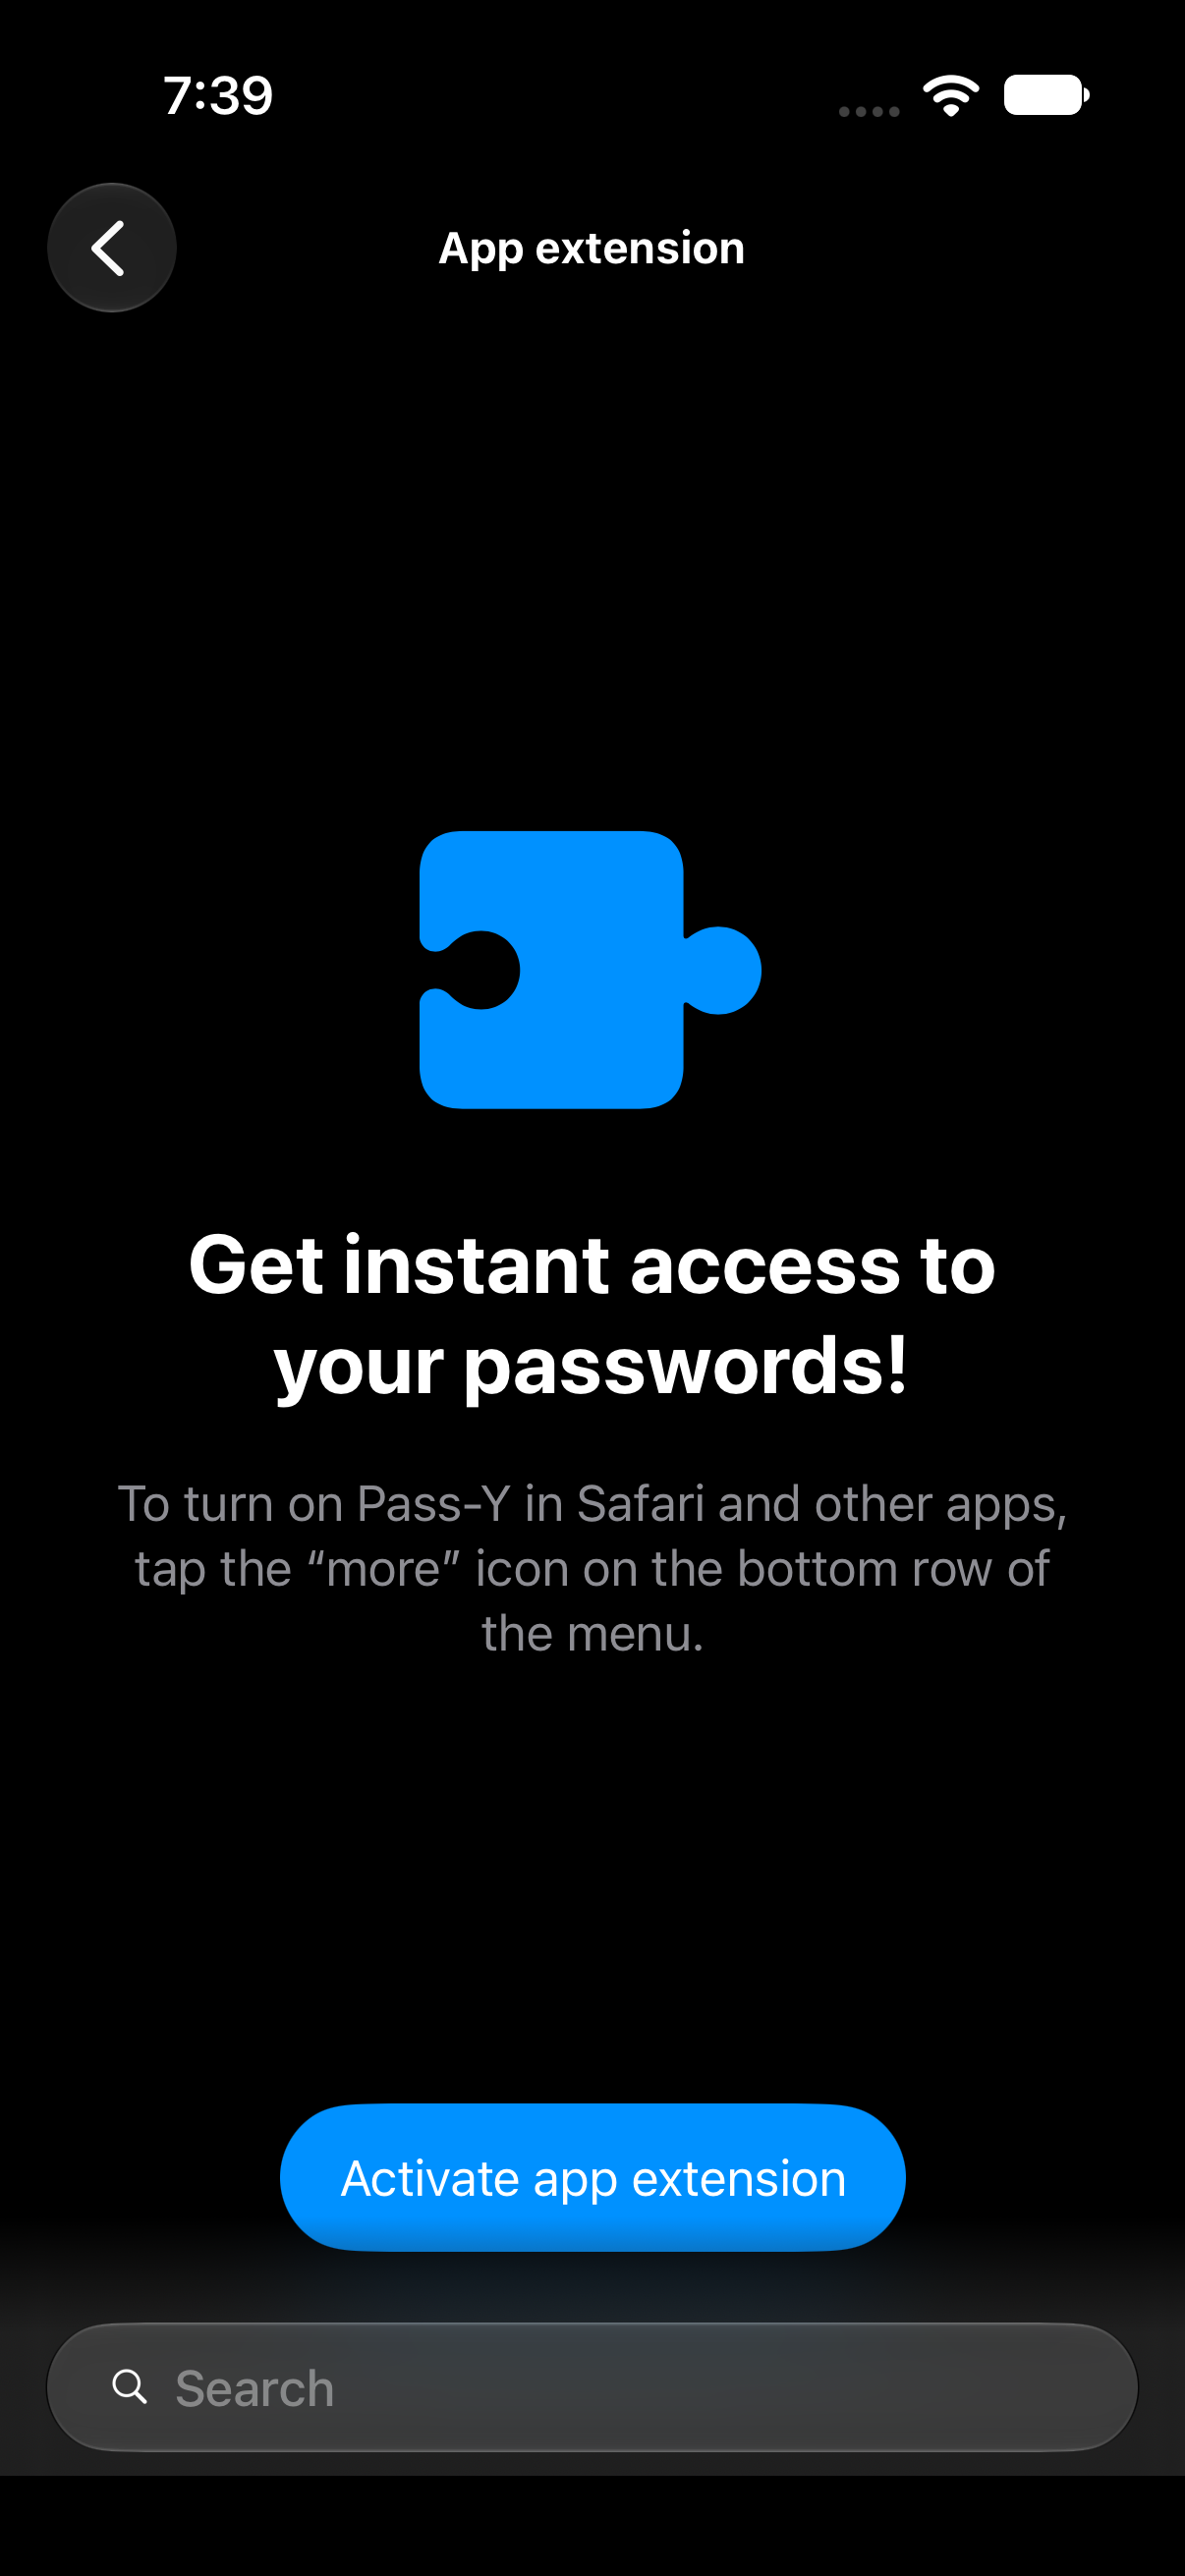 7:39
App extension
Get instant access to
your passwords!
To turn on Pass-Y in Safari and other apps,
tap the “more” icon on the bottom row of
the menu.
Activate app extension
Search